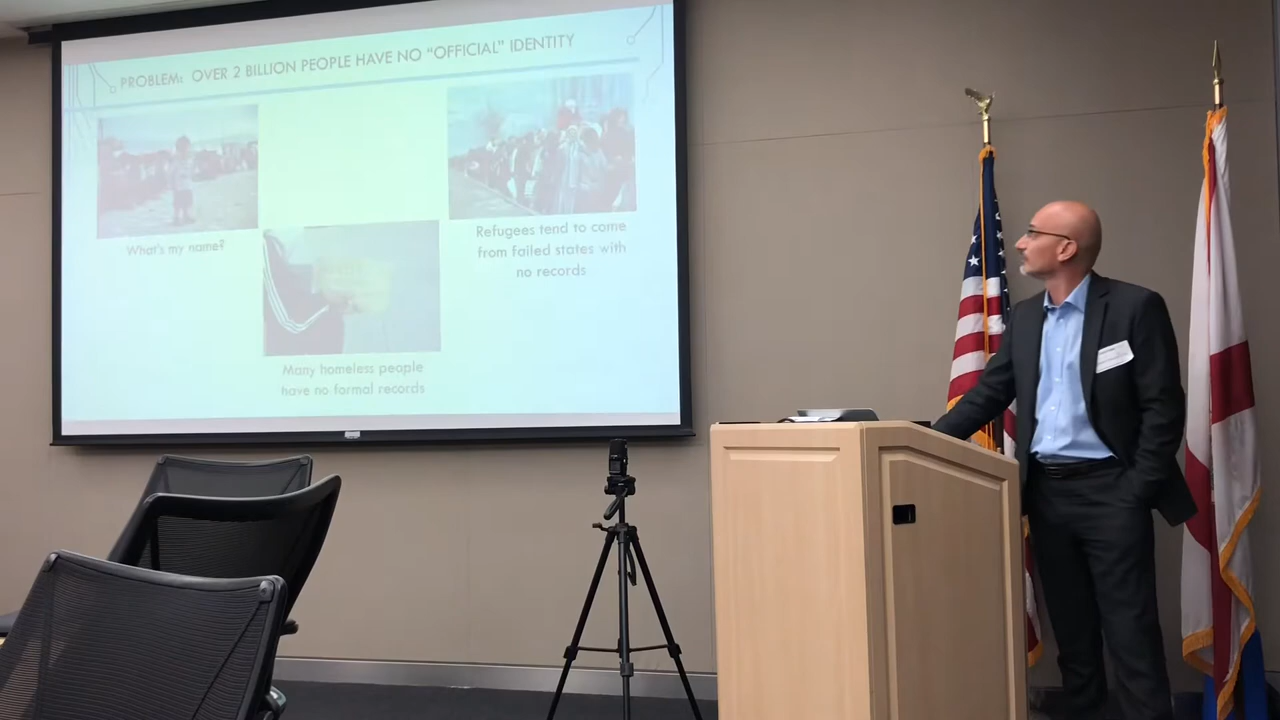 PROBLEM: OVER 2 BILLION PEOPLE HAVE NO “OFFICIAL” IDENTITY
What's my name?
Refugees tend to come
from failed states with
no records
Many homeless people
have no formal records